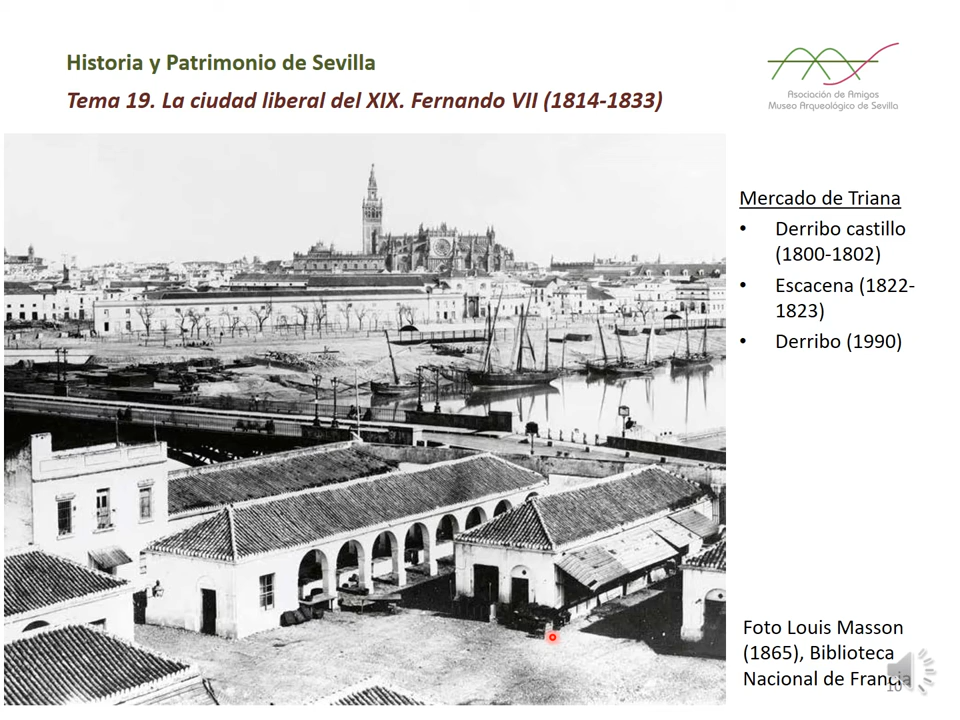 Historia y Patrimonio de Sevilla
Tema 19. La ciudad liberal del XIX. Fernando VII (1814-1833)
Asociación de Amigos
Museo Arqueológico de Sevilla
Mercado de Triana
• Derribo castillo
(1800-1802)
• Escacena (1822-
1823)
• Derribo (1990)
Foto Louis Masson
(1865), Biblioteca
Nacional de Francia
10